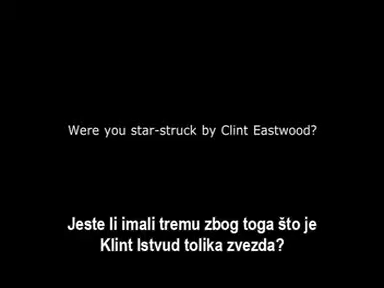 Were you star-struck by Clint Eastwood?
Jeste li imali tremu zbog toga što je
Klint Istvud tolika zvezda?